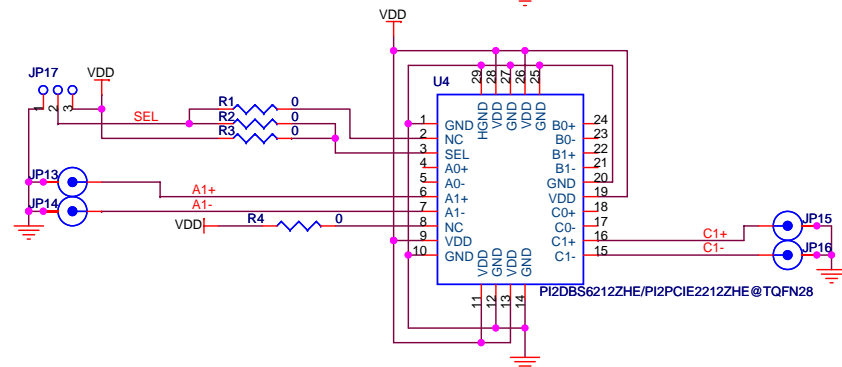 VDD
JP17
VDD
U4
29
28
27
26
25
1
2
3
SEL
R1
0
R2
0
R3
0
HGND
VDD
GND
VDD
GND
1
GND
2
NC
3
SEL
4
A0+
5
A0-
6
A1+
7
A1-
8
NC
9
VDD
10
GND
B0+
24
B0-
23
B1+
22
B1-
21
GND
20
VDD
19
C0+
18
C0-
17
C1+
16
C1-
15
JP13
A1+
JP14
A1-
VDD
R4
0
C1+
JP15
C1-
JP16
VDD
GND
VDD
GND
11
12
13
14
PI2DBS6212ZHE/PI2PCIE2212ZHE@TQFN28